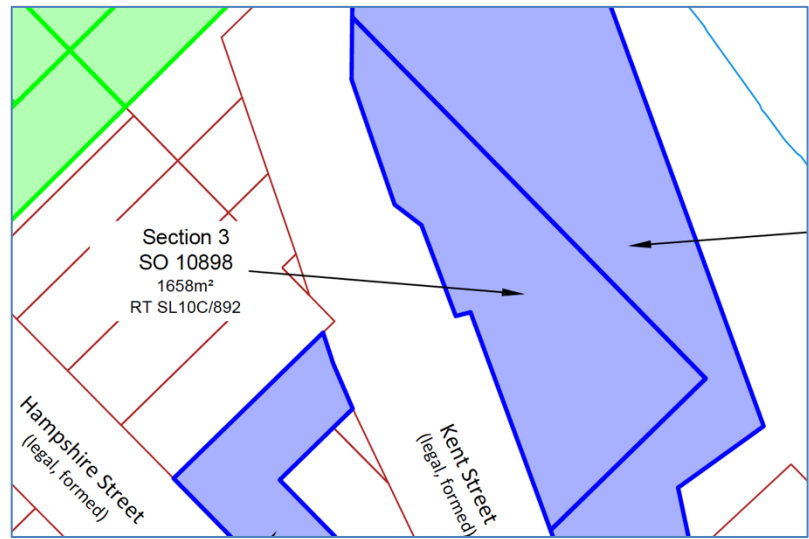 Section 3
SO 10898
1658m²
RT SL10C/892
Hampshire Street
(legal, formed)
Kent Street
(legal, formed)